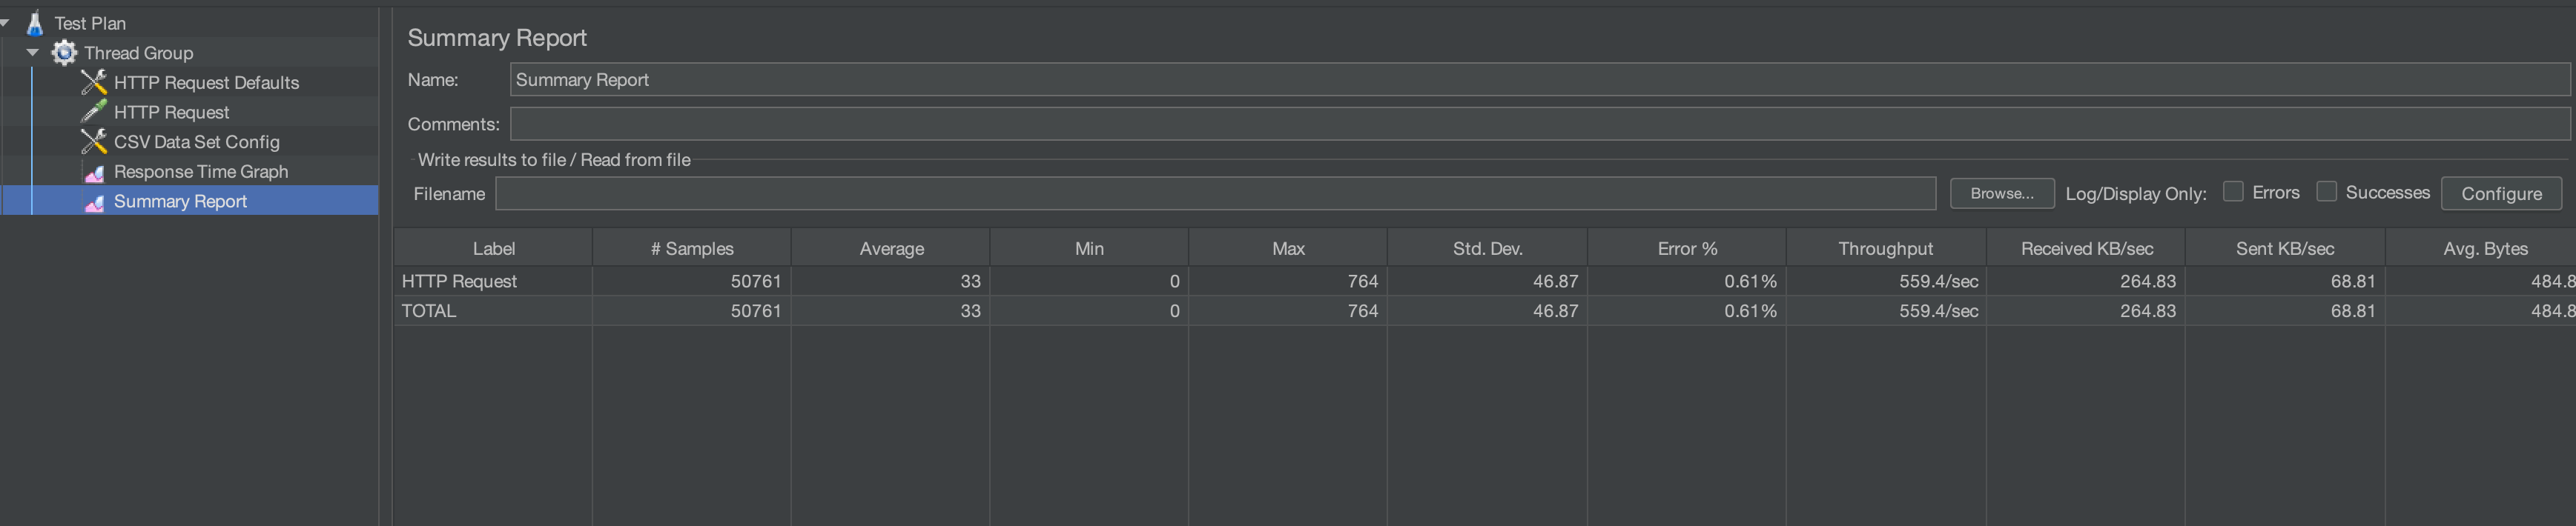 Test Plan
Thread Group
HTTP Request Defaults
HTTP Request
CSV Data Set Config
Response Time Graph
Summary Report
Summary Report
Name: Summary Report
Comments:
Write results to file / Read from file
Filename Browse... Log/Display Only: Errors Successes Configure
Label # Samples Average Min Max Std. Dev. Error % Throughput Received KB/sec Sent KB/sec Avg. Bytes
HTTP Request 50761 33 0 764 46.87 0.61% 559.4/sec 264.83 68.81 484.8
TOTAL 50761 33 0 764 46.87 0.61% 559.4/sec 264.83 68.81 484.8